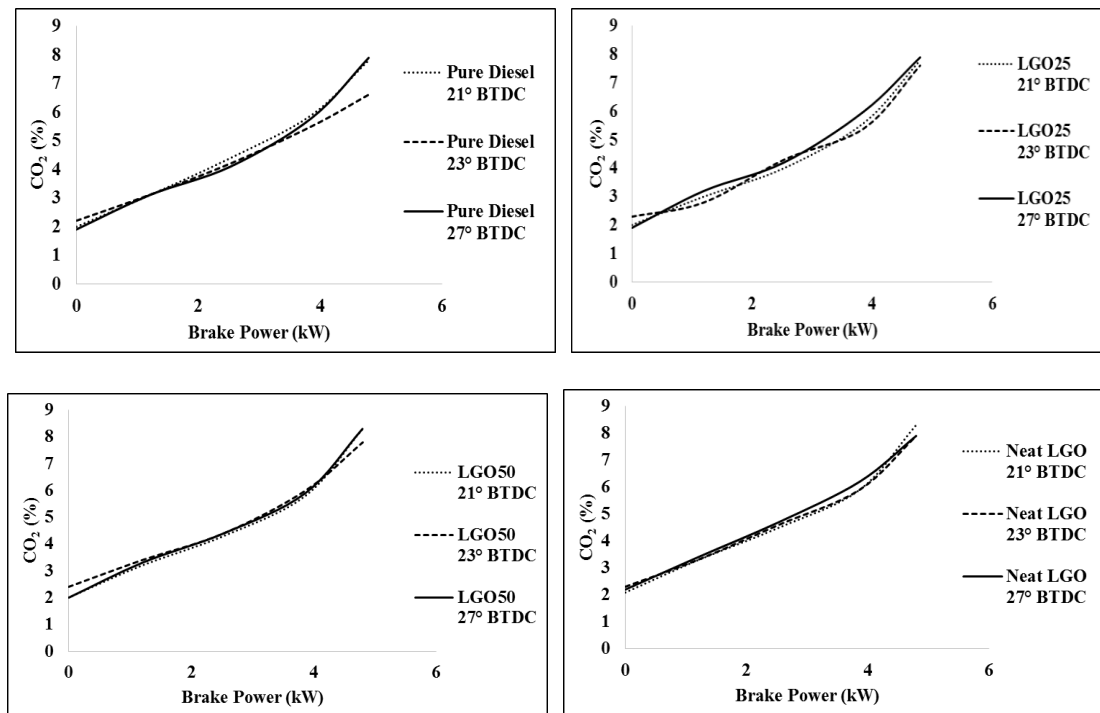 9
8
7
6
5
4
3
2
1
0
CO₂ (%)
0 2 4 6
Brake Power (kW)
Pure Diesel
21° BTDC
Pure Diesel
23° BTDC
Pure Diesel
27° BTDC
9
8
7
6
5
4
3
2
1
0
CO₂ (%)
0 2 4 6
Brake Power (kW)
LGO25
21° BTDC
LGO25
23° BTDC
LGO25
27° BTDC
9
8
7
6
5
4
3
2
1
0
CO₂ (%)
0 2 4 6
Brake Power (kW)
LGO50
21° BTDC
LGO50
23° BTDC
LGO50
27° BTDC
9
8
7
6
5
4
3
2
1
0
CO₂ (%)
0 2 4 6
Brake Power (kW)
Neat LGO
21° BTDC
Neat LGO
23° BTDC
Neat LGO
27° BTDC